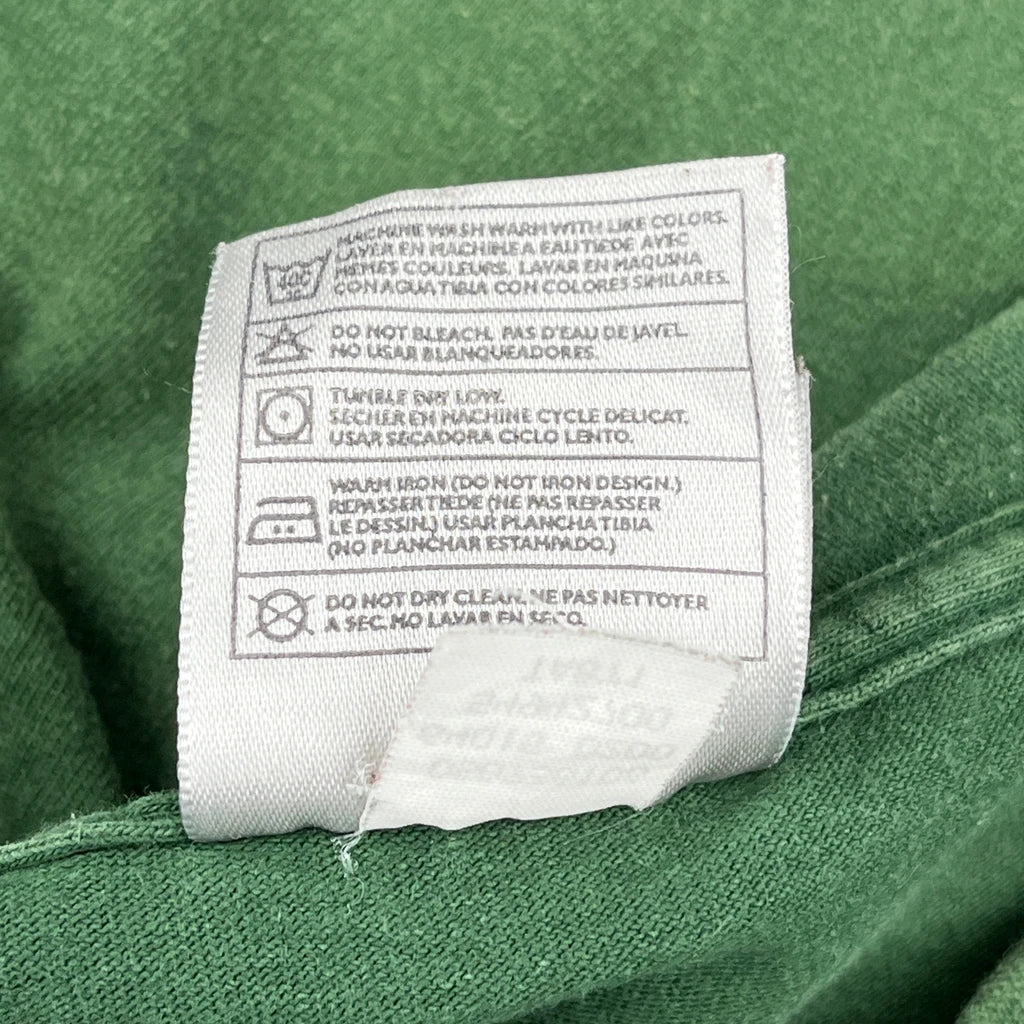 MACHINE WASH WARM WITH LIKE COLORS.
LAVER EN MACHINE A EAU TIEDE AVEC
MEMES COULEURS. LAVAR EN MAQUINA
CON AGUA TIBIA CON COLORES SIMILARES.
40C
DO NOT BLEACH. PAS D'EAU DE JAVEL.
NO USAR BLANQUEADORES.
TUMBLE DRY LOW.
SECHER EN MACHINE CYCLE DELICAT.
USAR SECADORA CICLO LENTO.
WARM IRON (DO NOT IRON DESIGN.)
REPASSER TIEDE (NE PAS REPASSER
LE DESSIN.) USAR PLANCHA TIBIA
(NO PLANCHAR ESTAMPADO.)
DO NOT DRY CLEAN. NE PAS NETTOYER
A SEC. NO LAVAR EN SECO.